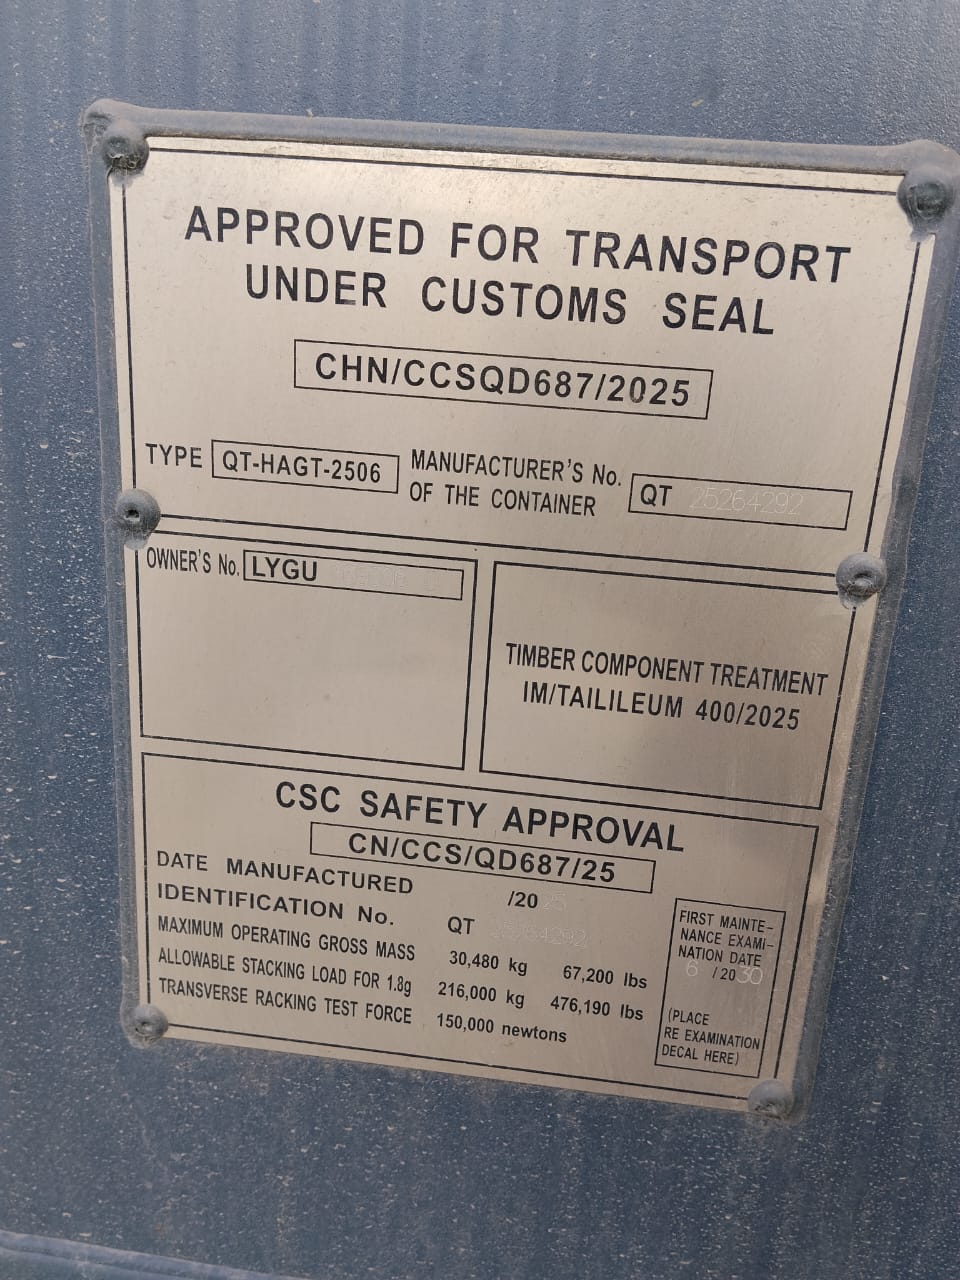 APPROVED FOR TRANSPORT
UNDER CUSTOMS SEAL
CHN/CCSQD687/2025
TYPE QT-HAGT-2506
MANUFACTURER'S No.
OF THE CONTAINER
QT 25264292
OWNER'S No. LYGU
TIMBER COMPONENT TREATMENT
IM/TAILILEUM 400/2025
CSC SAFETY APPROVAL
CN/CCS/QD687/25
DATE MANUFACTURED /2025
IDENTIFICATION No. QT 25264292
MAXIMUM OPERATING GROSS MASS 30,480 kg 67,200 lbs
ALLOWABLE STACKING LOAD FOR 1.8g 216,000 kg 476,190 lbs
TRANSVERSE RACKING TEST FORCE 150,000 newtons
FIRST MAINTE-
NANCE EXAMI-
NATION DATE
6 /2030
(PLACE
RE EXAMINATION
DECAL HERE)